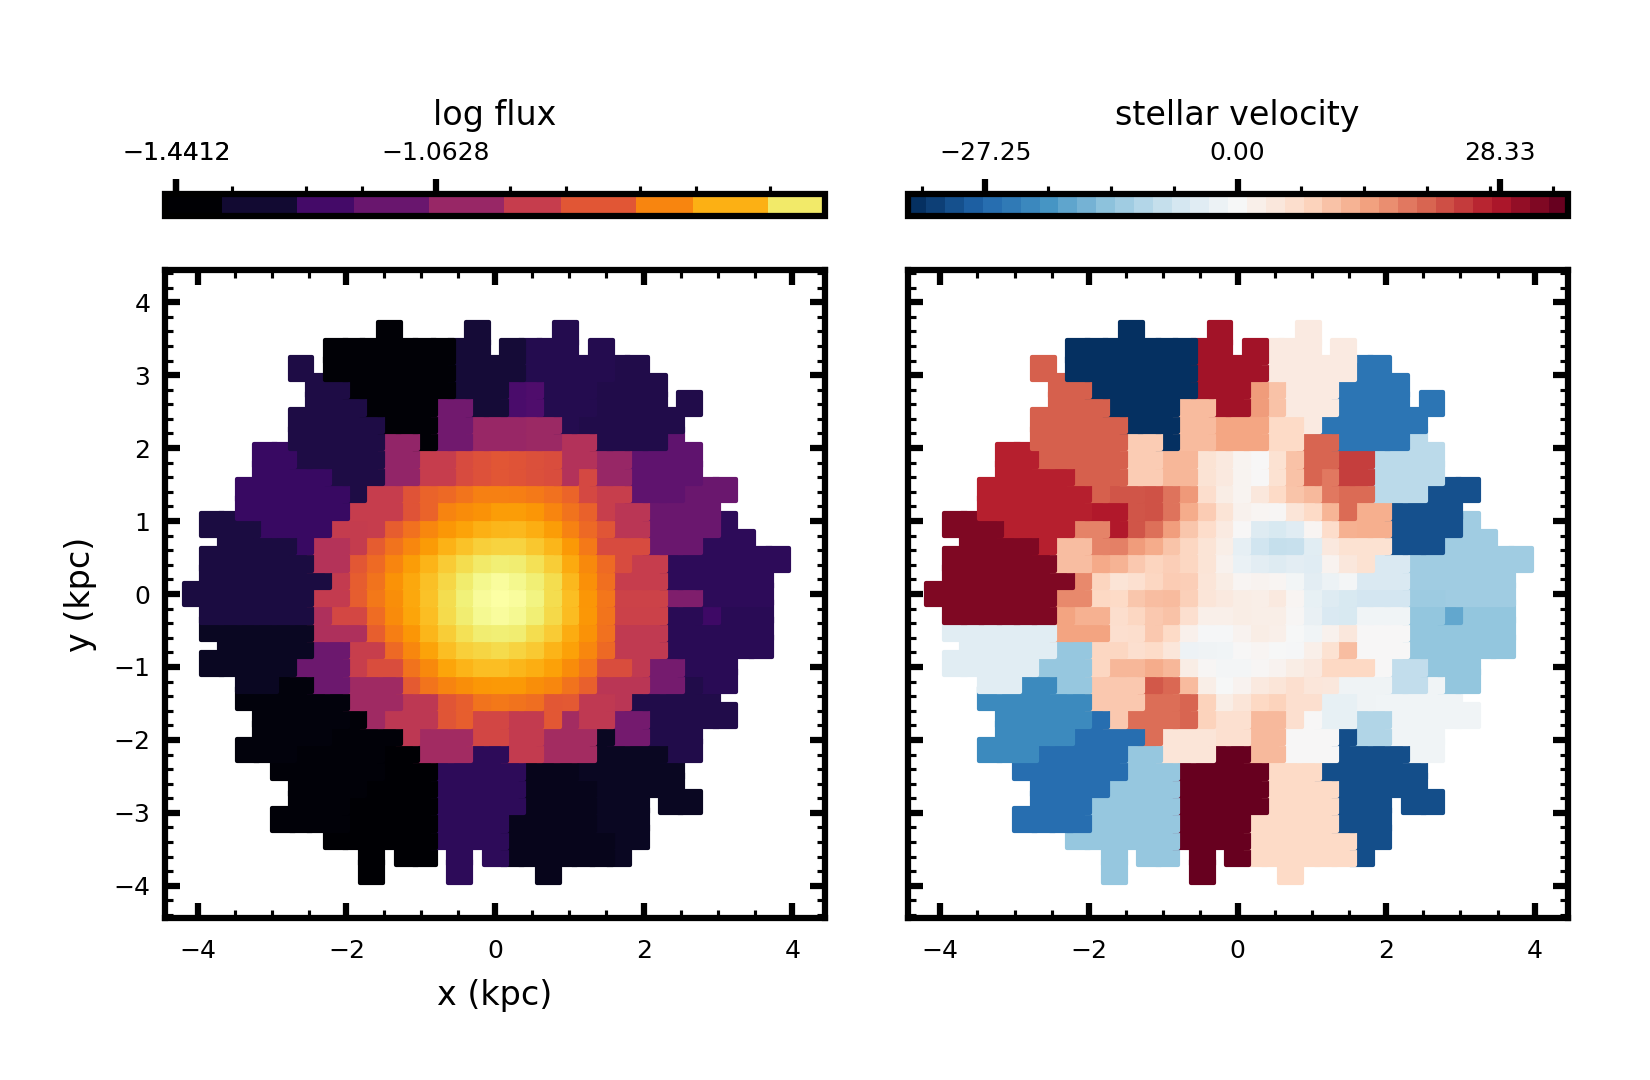 log flux
stellar velocity
−1.4412 −1.0628
−27.25 0.00 28.33
4
3
2
1
0
−1
−2
−3
−4
y (kpc)
−4 −2 0 2 4
−4 −2 0 2 4
x (kpc)